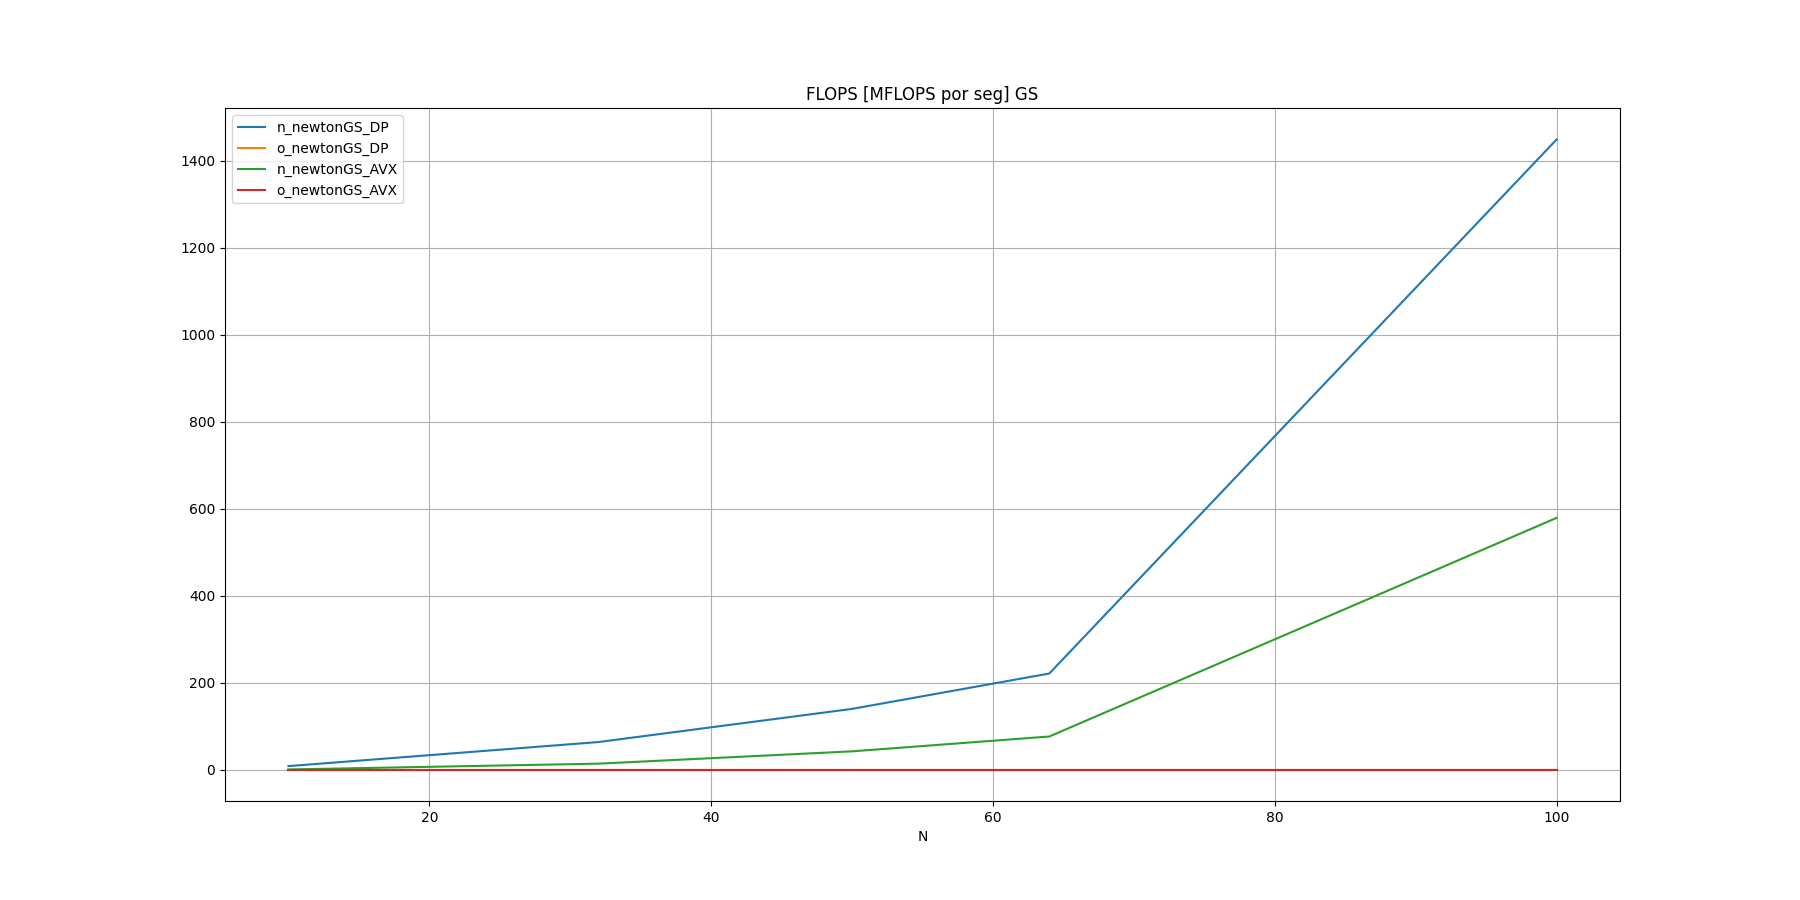 FLOPS [MFLOPS por seg] GS
n_newtonGS_DP
o_newtonGS_DP
n_newtonGS_AVX
o_newtonGS_AVX
1400
1200
1000
800
600
400
200
0
20 40 60 80 100
N